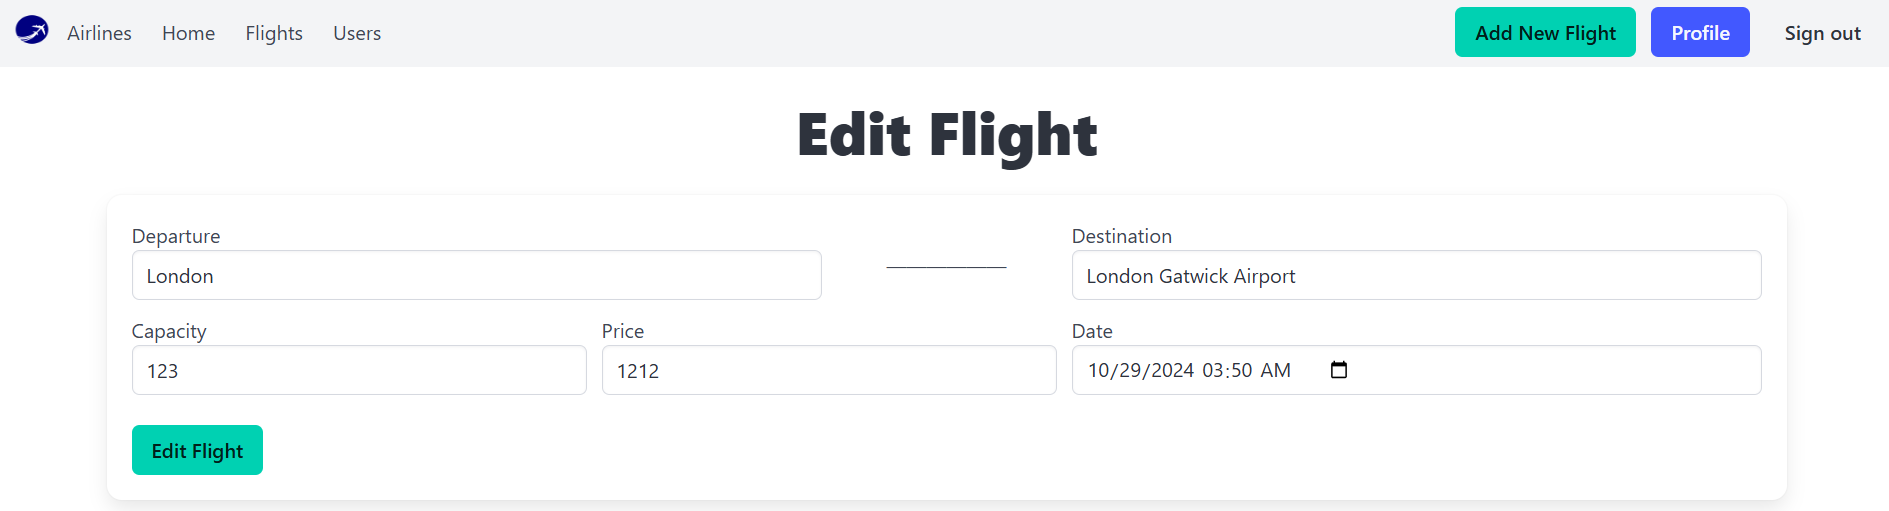 Airlines Home Flights Users Add New Flight Profile Sign out
Edit Flight
Departure Destination
London London Gatwick Airport
Capacity Price Date
123 1212 10/29/2024 03:50 AM
Edit Flight